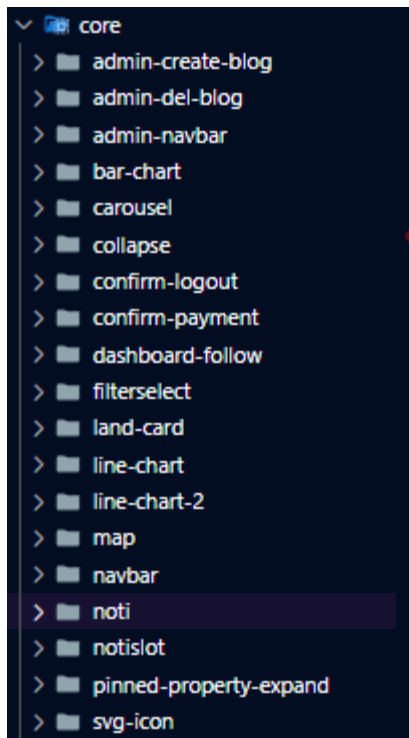 core
admin-create-blog
admin-del-blog
admin-navbar
bar-chart
carousel
collapse
confirm-logout
confirm-payment
dashboard-follow
filterselect
land-card
line-chart
line-chart-2
map
navbar
noti
notislot
pinned-property-expand
svg-icon